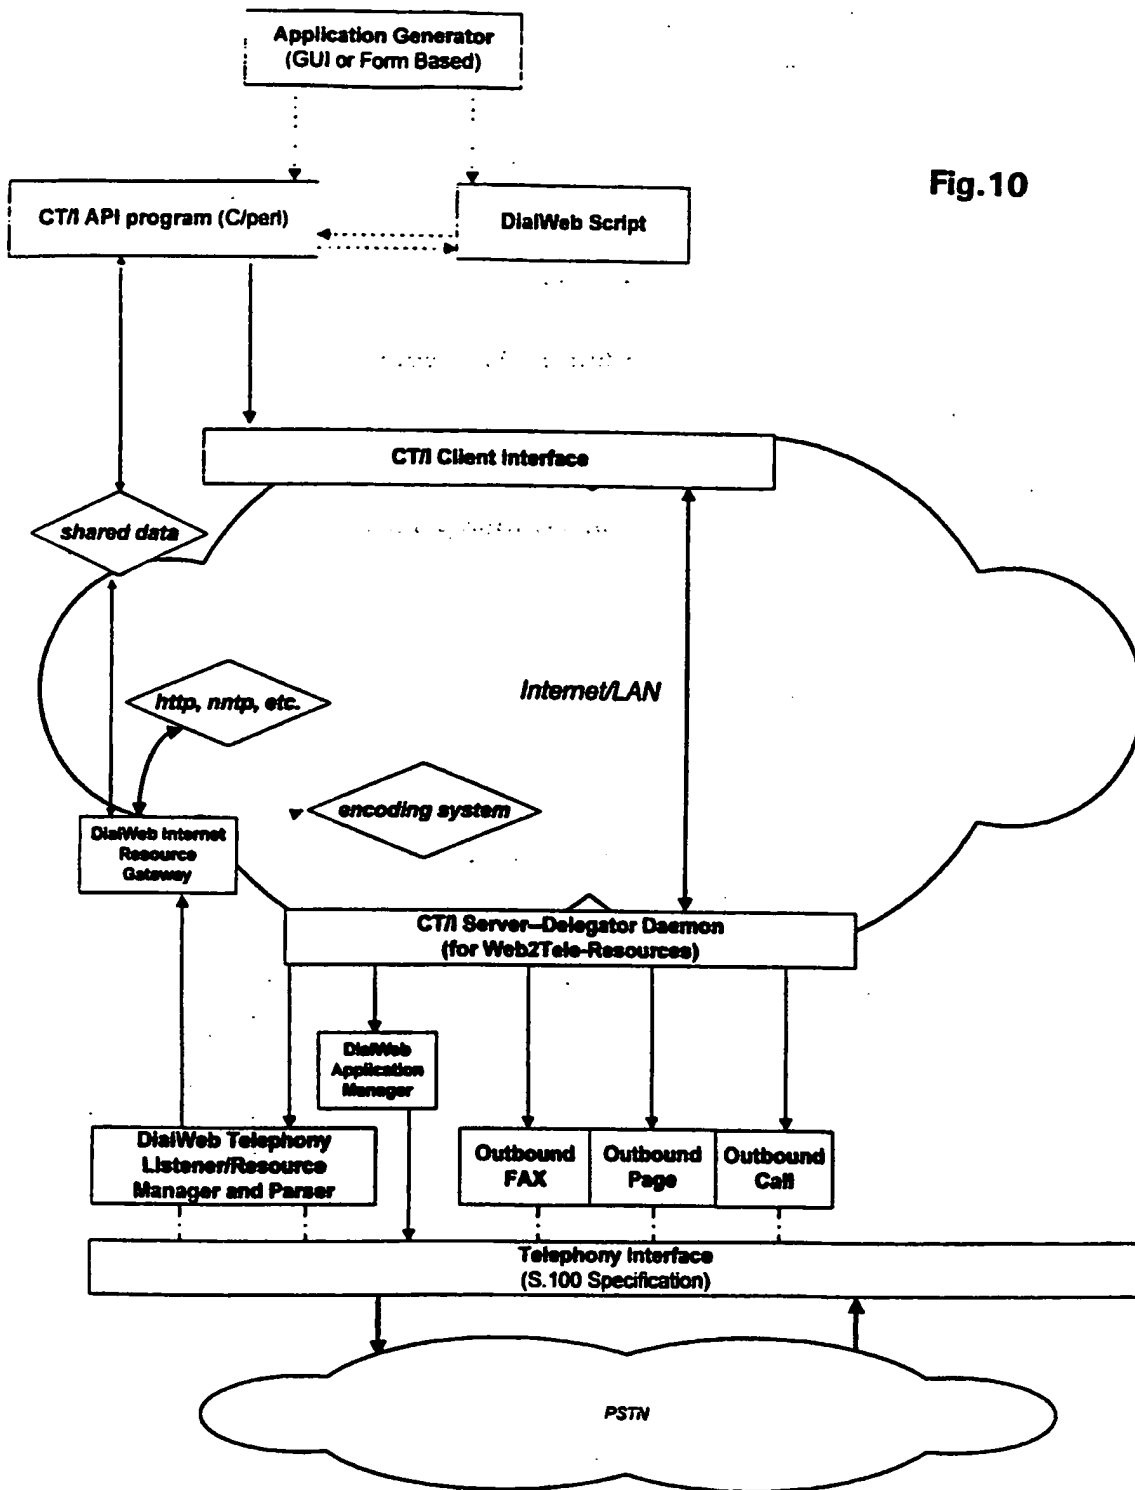 Application Generator
(GUI or Form Based)
Fig.10
CT/I API program (C/perl)
DialWeb Script
CT/I Client Interface
shared data
http, nntp, etc.
Internet/LAN
encoding system
DialWeb Internet
Resource
Gateway
CT/I Server–Delegator Daemon
(for Web2Tele-Resources)
DialWeb
Application
Manager
DialWeb Telephony
Listener/Resource
Manager and Parser
Outbound
FAX
Outbound
Page
Outbound
Call
Telephony Interface
(S.100 Specification)
PSTN